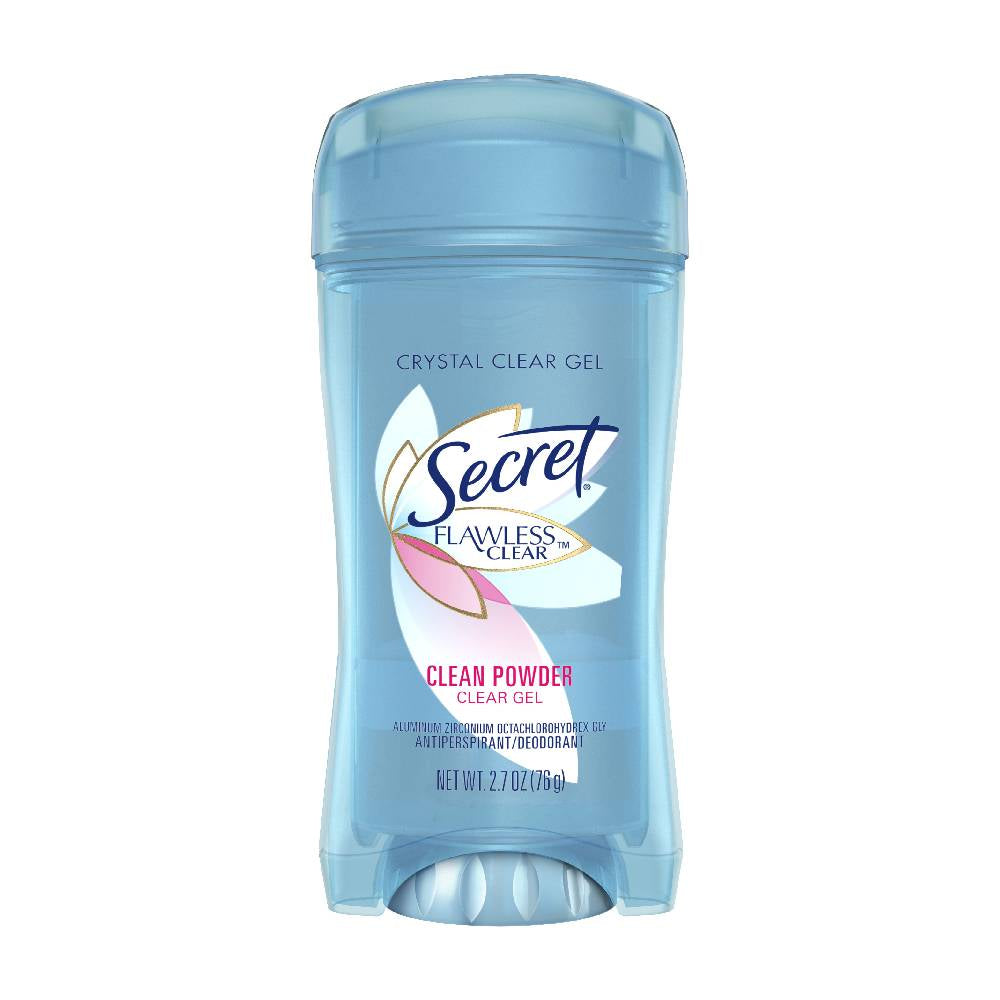 CRYSTAL CLEAR GEL
Secret®
FLAWLESS
CLEAR™
CLEAN POWDER
CLEAR GEL
ALUMINUM ZIRCONIUM OCTACHLOROHYDREX GLY
ANTIPERSPIRANT/DEODORANT
NET WT. 2.7 OZ (76 g)